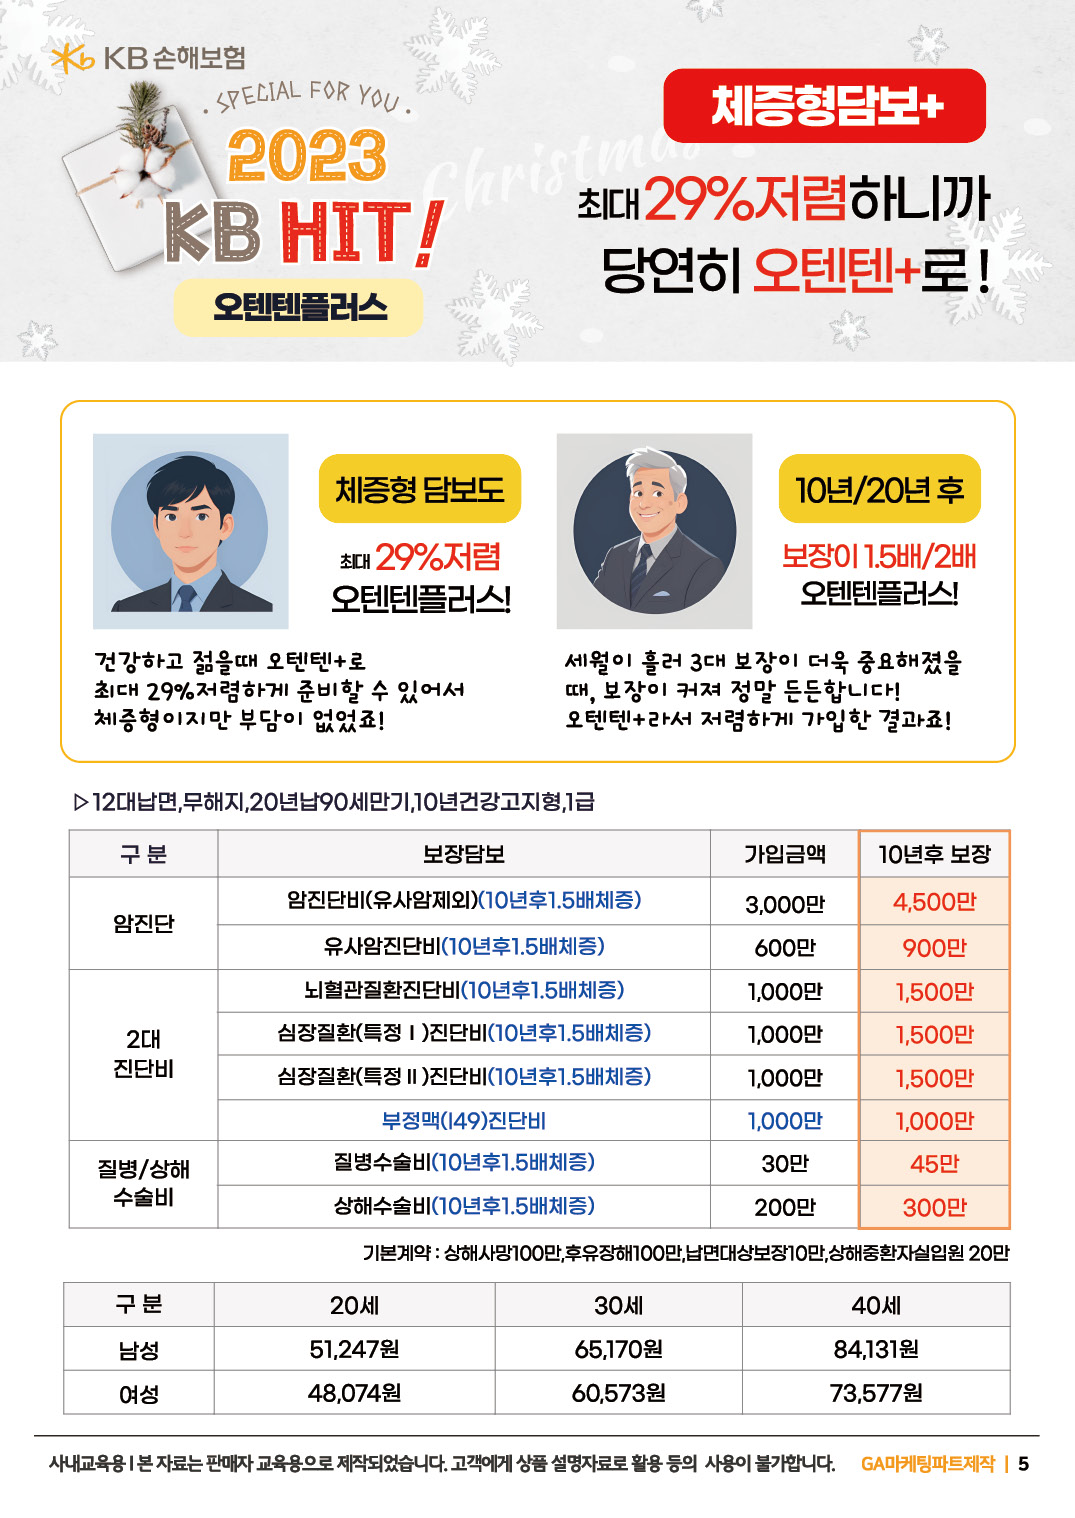 KB 손해보험
· SPECIAL FOR YOU ·
2023
KB HIT!
오텐텐플러스
Christmas
체증형담보+
최대 29%저렴하니까
당연히 오텐텐+로!
체증형 담보도
최대 29%저렴
오텐텐플러스!
건강하고 젊을때 오텐텐+로
최대 29%저렴하게 준비할 수 있어서
체증형이지만 부담이 없었죠!
10년/20년 후
보장이 1.5배/2배
오텐텐플러스!
세월이 흘러 3대 보장이 더욱 중요해졌을
때, 보장이 커져 정말 든든합니다!
오텐텐+라서 저렴하게 가입한 결과죠!
▷12대납면,무해지,20년납90세만기,10년건강고지형,1급
구 분 보장담보 가입금액 10년후 보장
암진단 암진단비(유사암제외)(10년후1.5배체증) 3,000만 4,500만
유사암진단비(10년후1.5배체증) 600만 900만
2대 진단비 뇌혈관질환진단비(10년후1.5배체증) 1,000만 1,500만
심장질환(특정Ⅰ)진단비(10년후1.5배체증) 1,000만 1,500만
심장질환(특정Ⅱ)진단비(10년후1.5배체증) 1,000만 1,500만
부정맥(I49)진단비 1,000만 1,000만
질병/상해 수술비 질병수술비(10년후1.5배체증) 30만 45만
상해수술비(10년후1.5배체증) 200만 300만
기본계약 : 상해사망100만,후유장해100만,납면대상보장10만,상해중환자실입원 20만
구 분 20세 30세 40세
남성 51,247원 65,170원 84,131원
여성 48,074원 60,573원 73,577원
사내교육용 I 본 자료는 판매자 교육용으로 제작되었습니다. 고객에게 상품 설명자료로 활용 등의 사용이 불가합니다. GA마케팅파트제작 | 5